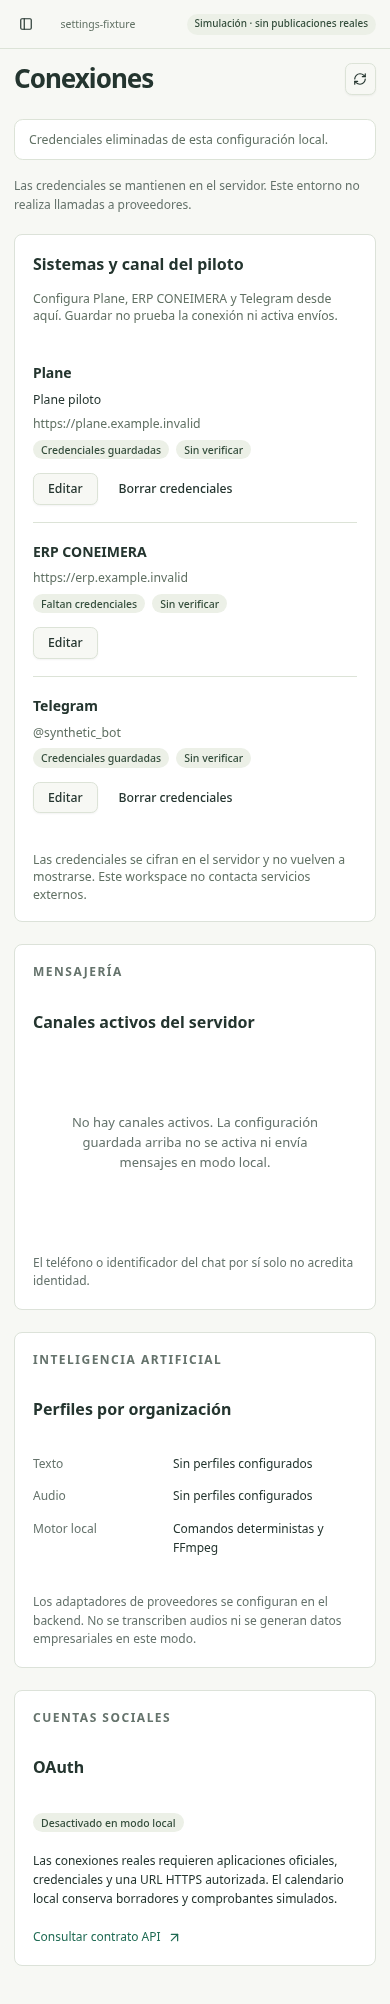 settings-fixture
Simulación · sin publicaciones reales
Conexiones
Credenciales eliminadas de esta configuración local.
Las credenciales se mantienen en el servidor. Este entorno no
realiza llamadas a proveedores.
Sistemas y canal del piloto
Configura Plane, ERP CONEIMERA y Telegram desde
aquí. Guardar no prueba la conexión ni activa envíos.
Plane
Plane piloto
https://plane.example.invalid
Credenciales guardadas
Sin verificar
Editar
Borrar credenciales
ERP CONEIMERA
https://erp.example.invalid
Faltan credenciales
Sin verificar
Editar
Telegram
@synthetic_bot
Credenciales guardadas
Sin verificar
Editar
Borrar credenciales
Las credenciales se cifran en el servidor y no vuelven a
mostrarse. Este workspace no contacta servicios
externos.
MENSAJERÍA
Canales activos del servidor
No hay canales activos. La configuración
guardada arriba no se activa ni envía
mensajes en modo local.
El teléfono o identificador del chat por sí solo no acredita
identidad.
INTELIGENCIA ARTIFICIAL
Perfiles por organización
Texto
Sin perfiles configurados
Audio
Sin perfiles configurados
Motor local
Comandos deterministas y
FFmpeg
Los adaptadores de proveedores se configuran en el
backend. No se transcriben audios ni se generan datos
empresariales en este modo.
CUENTAS SOCIALES
OAuth
Desactivado en modo local
Las conexiones reales requieren aplicaciones oficiales,
credenciales y una URL HTTPS autorizada. El calendario
local conserva borradores y comprobantes simulados.
Consultar contrato API